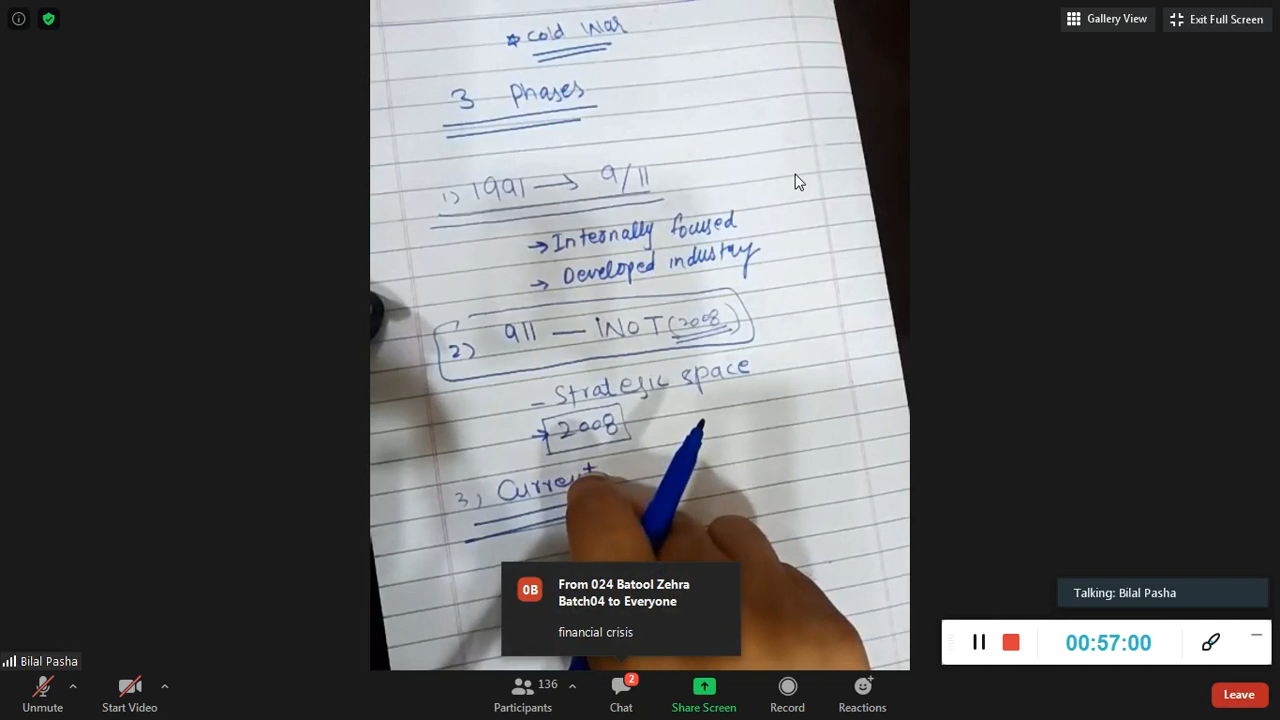 Gallery View
Exit Full Screen
* cold War
3 Phases
1) 1991 → 9/11
→ Internally focused
→ Developed industry
2) 911 — INOT (2008)
- Strategic space
→ 2008
3) Current
0B
From 024 Batool Zehra
Batch04 to Everyone
financial crisis
Talking: Bilal Pasha
00:57:00
Bilal Pasha
Unmute
Start Video
136
Participants
2
Chat
Share Screen
Record
Reactions
Leave